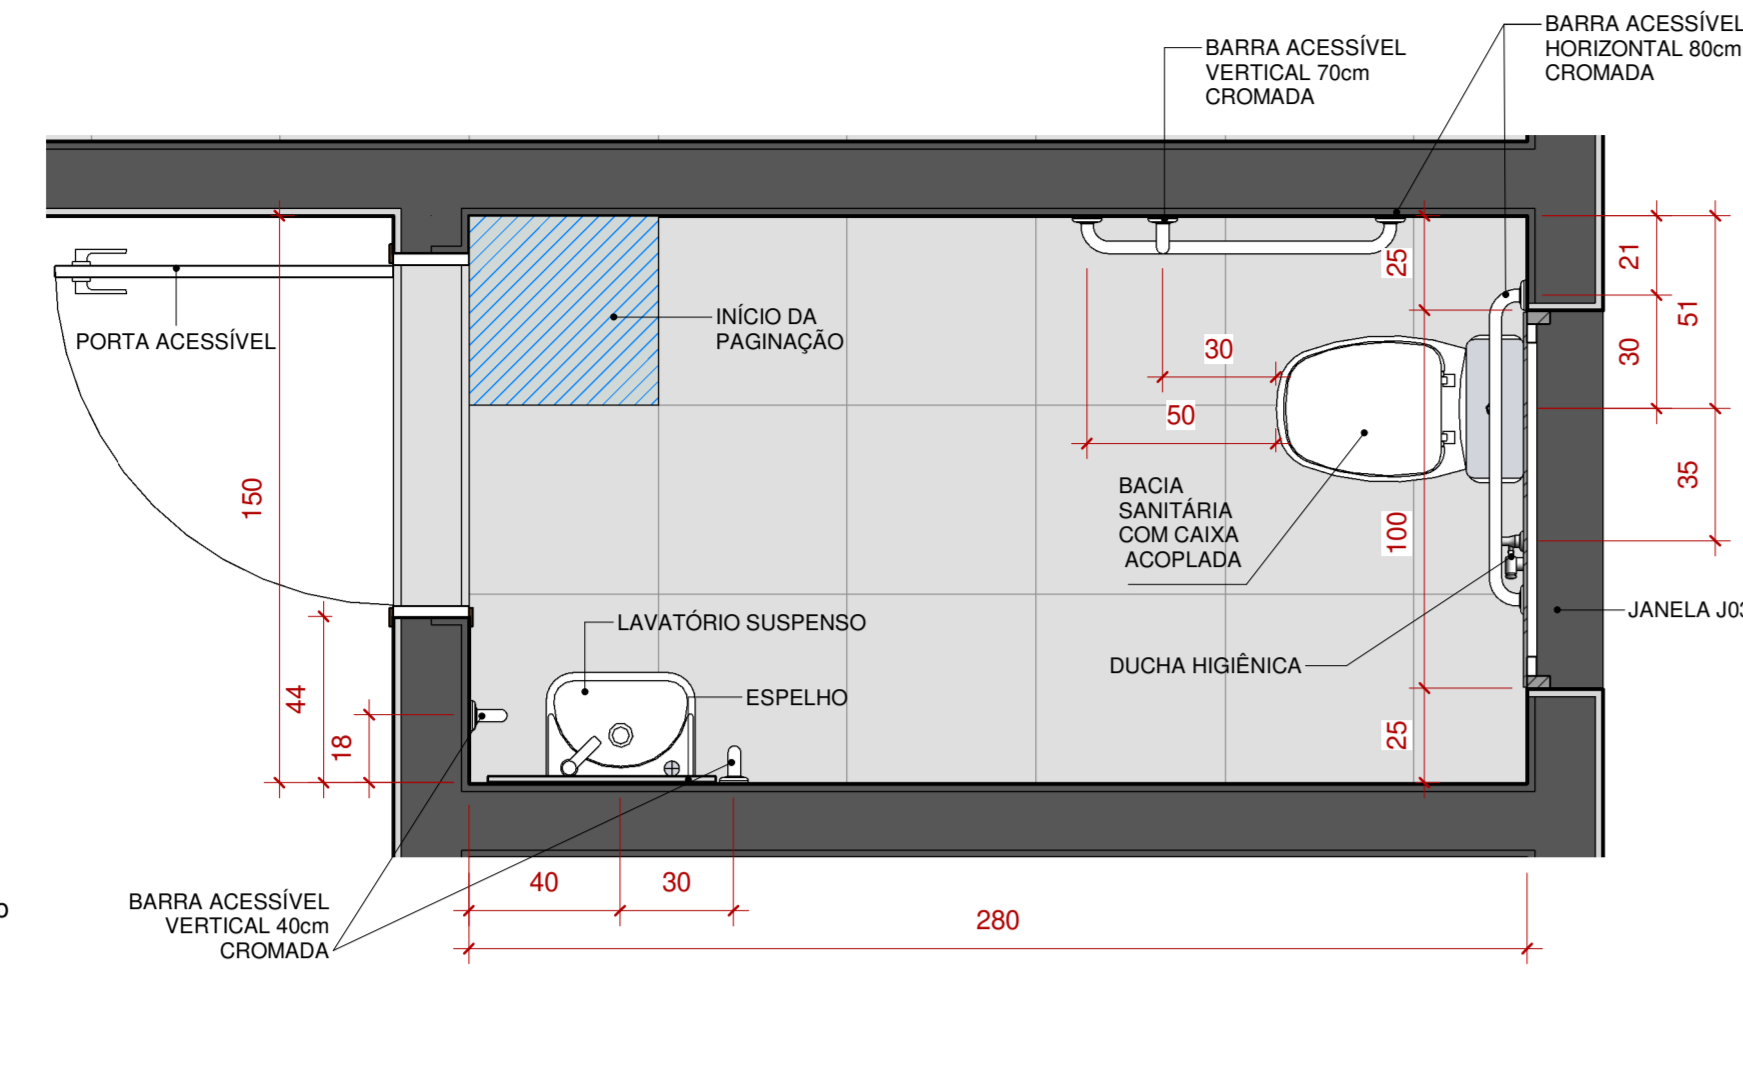 BARRA ACESSÍVEL
HORIZONTAL 80cm
CROMADA
BARRA ACESSÍVEL
VERTICAL 70cm
CROMADA
PORTA ACESSÍVEL
INÍCIO DA
PAGINAÇÃO
25
21
51
30
30
50
35
150
BACIA
SANITÁRIA
COM CAIXA
ACOPLADA
100
LAVATÓRIO SUSPENSO
JANELA J03
DUCHA HIGIÊNICA
ESPELHO
44
18
25
40
30
280
BARRA ACESSÍVEL
VERTICAL 40cm
CROMADA
o